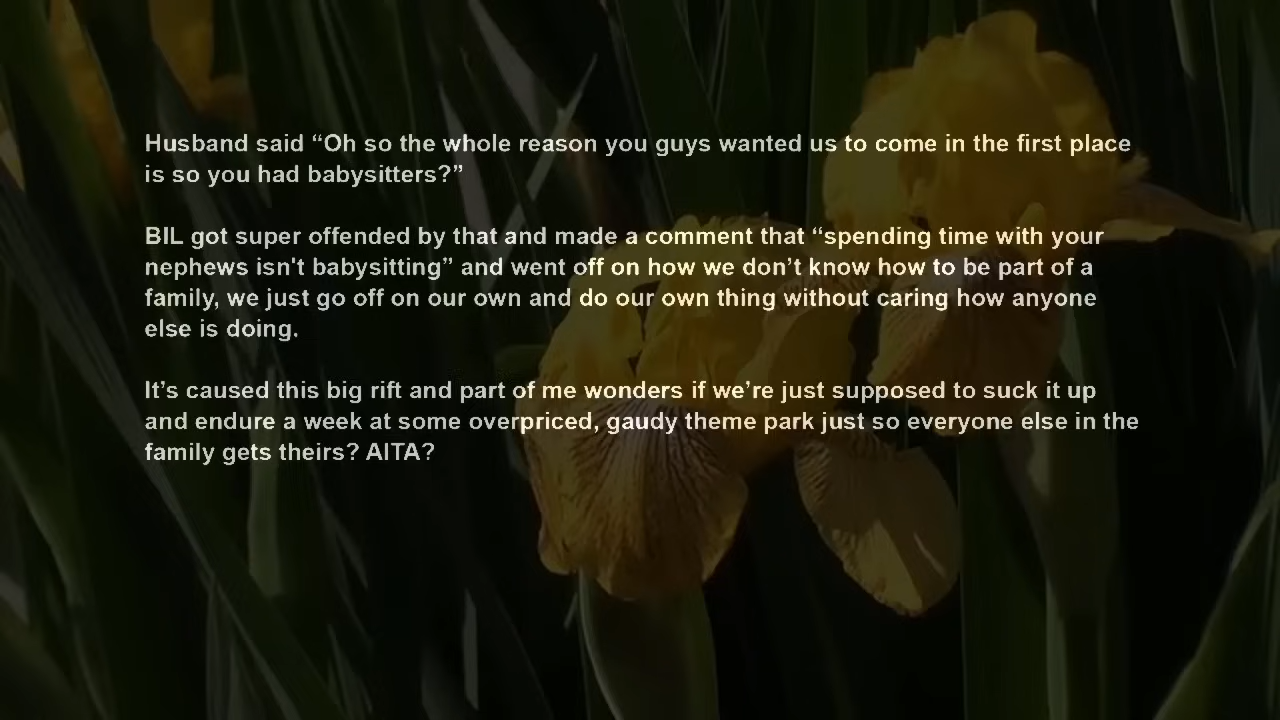 Husband said “Oh so the whole reason you guys wanted us to come in the first place
is so you had babysitters?”
BIL got super offended by that and made a comment that “spending time with your
nephews isn't babysitting” and went off on how we don’t know how to be part of a
family, we just go off on our own and do our own thing without caring how anyone
else is doing.
It’s caused this big rift and part of me wonders if we’re just supposed to suck it up
and endure a week at some overpriced, gaudy theme park just so everyone else in the
family gets theirs? AITA?